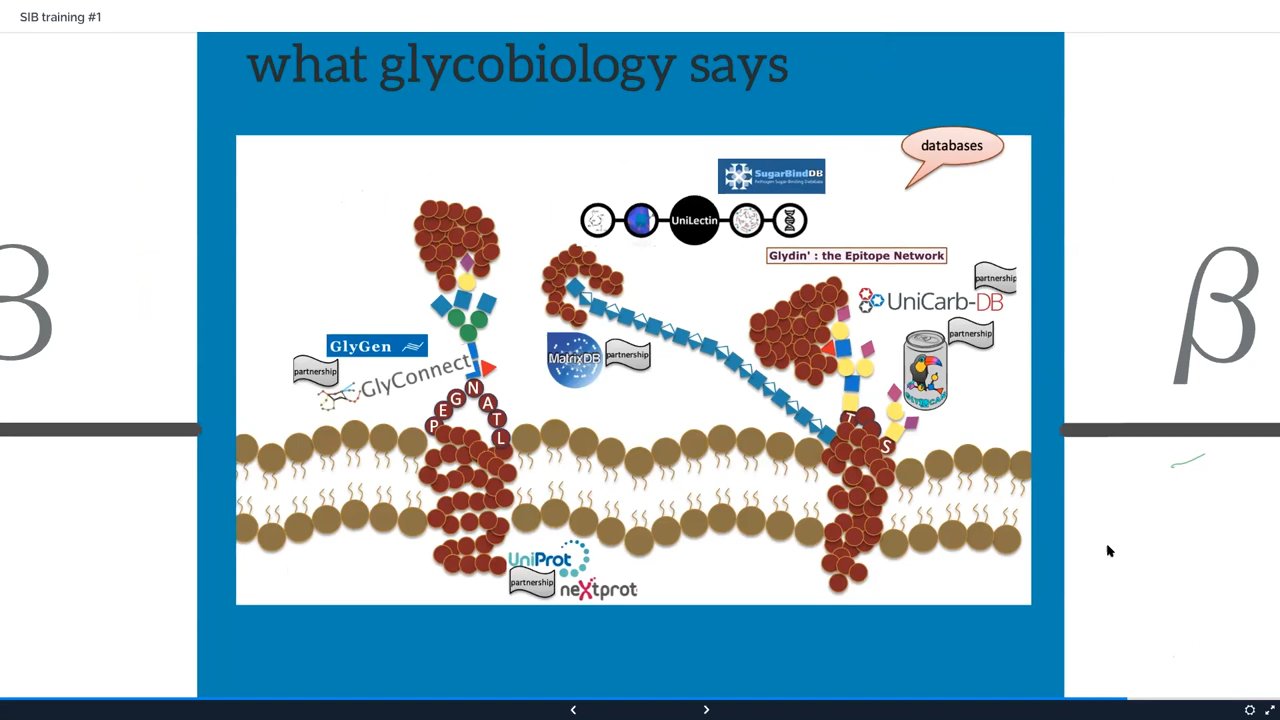 SIB training #1
what glycobiology says
databases
SugarBindDB
UniLectin
Glydin' : the Epitope Network
partnership
UniCarb-DB
partnership
GlyGen
partnership
GlyConnect
MatrixDB
partnership
N
G
A
E
T
P
L
T
S
UniProt
partnership
neXtprot
3
β